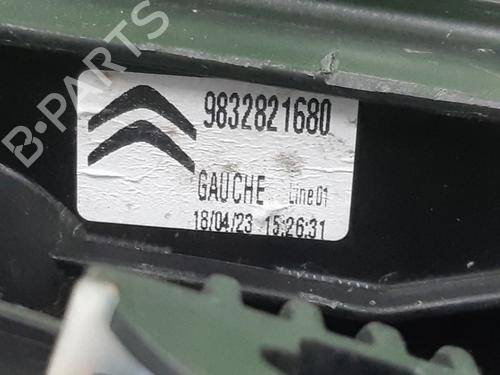 B-PARTS
9832821680
GAUCHE Line 01
18/04/23 15:26:31